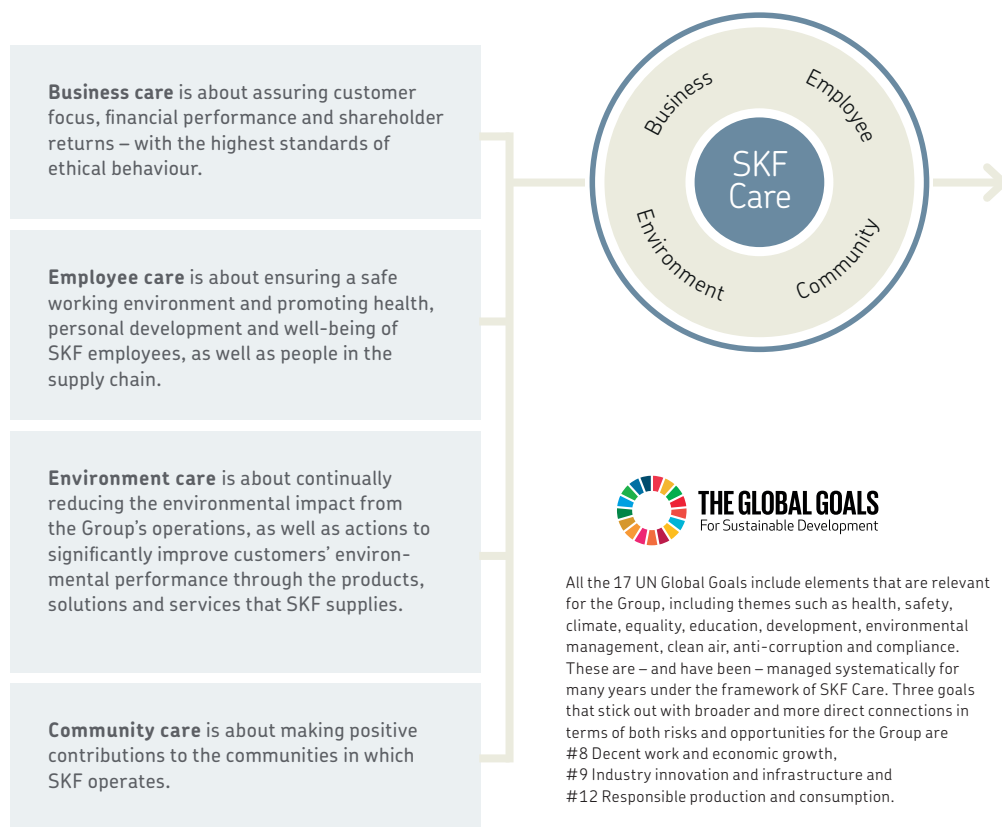 Business care is about assuring customer
focus, financial performance and shareholder
returns – with the highest standards of
ethical behaviour.
Employee care is about ensuring a safe
working environment and promoting health,
personal development and well-being of
SKF employees, as well as people in the
supply chain.
Environment care is about continually
reducing the environmental impact from
the Group's operations, as well as actions to
significantly improve customers' environ-
mental performance through the products,
solutions and services that SKF supplies.
Community care is about making positive
contributions to the communities in which
SKF operates.
Business
Employee
SKF
Care
Environment
Community
THE GLOBAL GOALS
For Sustainable Development
All the 17 UN Global Goals include elements that are relevant
for the Group, including themes such as health, safety,
climate, equality, education, development, environmental
management, clean air, anti-corruption and compliance.
These are – and have been – managed systematically for
many years under the framework of SKF Care. Three goals
that stick out with broader and more direct connections in
terms of both risks and opportunities for the Group are
#8 Decent work and economic growth,
#9 Industry innovation and infrastructure and
#12 Responsible production and consumption.